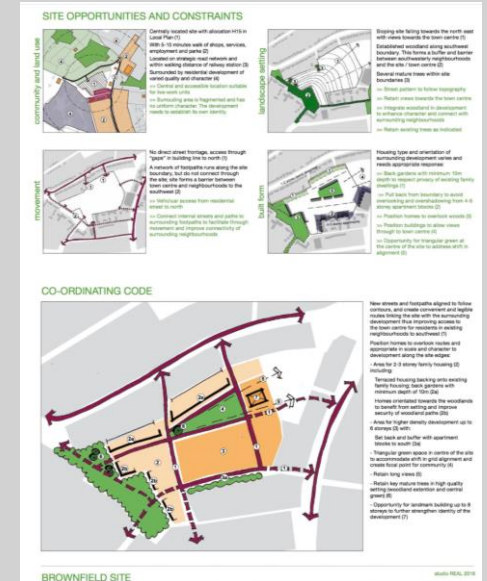 SITE OPPORTUNITIES AND CONSTRAINTS
community and land use
Centrally located site with allocation H15 in
Local Plan (1)
With 5-10 minutes walk of shops, services,
employment and parks (2)
Located on strategic road network and
within walking distance of railway station (3)
Surrounded by residential development of
varied quality and character (4)
>> Central and accessible location suitable
for live-work units
>> Surrounding area is fragmented and has
no uniform character. The development
needs to establish its own identity.
landscape setting
Sloping site falling towards the north east
with views towards the town centre (1)
Established woodland along southwest
boundary. This forms a buffer and barrier
between southwesterly neighbourhoods
and the site / town centre (2)
Several mature trees within site
boundaries (3)
>> Street pattern to follow topography
>> Retain views towards the town centre
>> Integrate woodland in development
to enhance character and connect with
surrounding neighbourhoods
>> Retain existing trees as indicated
movement
No direct street frontage, access through
"gaps" in building line to north (1)
A network of footpaths runs along the site
boundary, but do not connect through
the site; site forms a barrier between
town centre and neighbourhoods to the
southwest (2)
>> Vehicular access from residential
street to north
>> Connect internal streets and paths to
surrounding footpaths to facilitate through
movement and improve connectivity of
surrounding neighbourhoods
built form
Housing type and orientation of
surrounding development varies and
needs appropriate response:
>> Back gardens with minimum 10m
depth to respect privacy of existing family
dwellings (1)
>> Pull back from boundary to avoid
overlooking and overshadowing from 4-6
storey apartment blocks (2)
>> Position homes to overlook woods (3)
>> Position buildings to allow views
through to town centre (4)
>> Opportunity for triangular green at
the centre of the site to address shift in
alignment (5)
CO-ORDINATING CODE
New streets and footpaths aligned to follow
contours, and create convenient and legible
routes linking the site with the surrounding
development thus improving access to
the town centre for residents in existing
neighbourhoods to southwest (1)
Position homes to overlook routes and
appropriate in scale and character to
development along the site edges:
- Area for 2-3 storey family housing (2)
including:
Terraced housing backing onto existing
family housing; back gardens with
minimum depth of 10m (2a)
Homes orientated towards the woodlands
to benefit from setting and improve
security of woodland paths (2b)
- Area for higher density development up to
6 storeys (3) with:
Set back and buffer with apartment
blocks to south (3a)
- Triangular green space in centre of the site
to accommodate shift in grid alignment and
create focal point for community (4)
- Retain long views (5)
- Retain key mature trees in high quality
setting (woodland extension and central
green) (6)
- Opportunity for landmark building up to 6
storeys to further strengthen identity of the
development (7)
BROWNFIELD SITE
studio REAL 2016